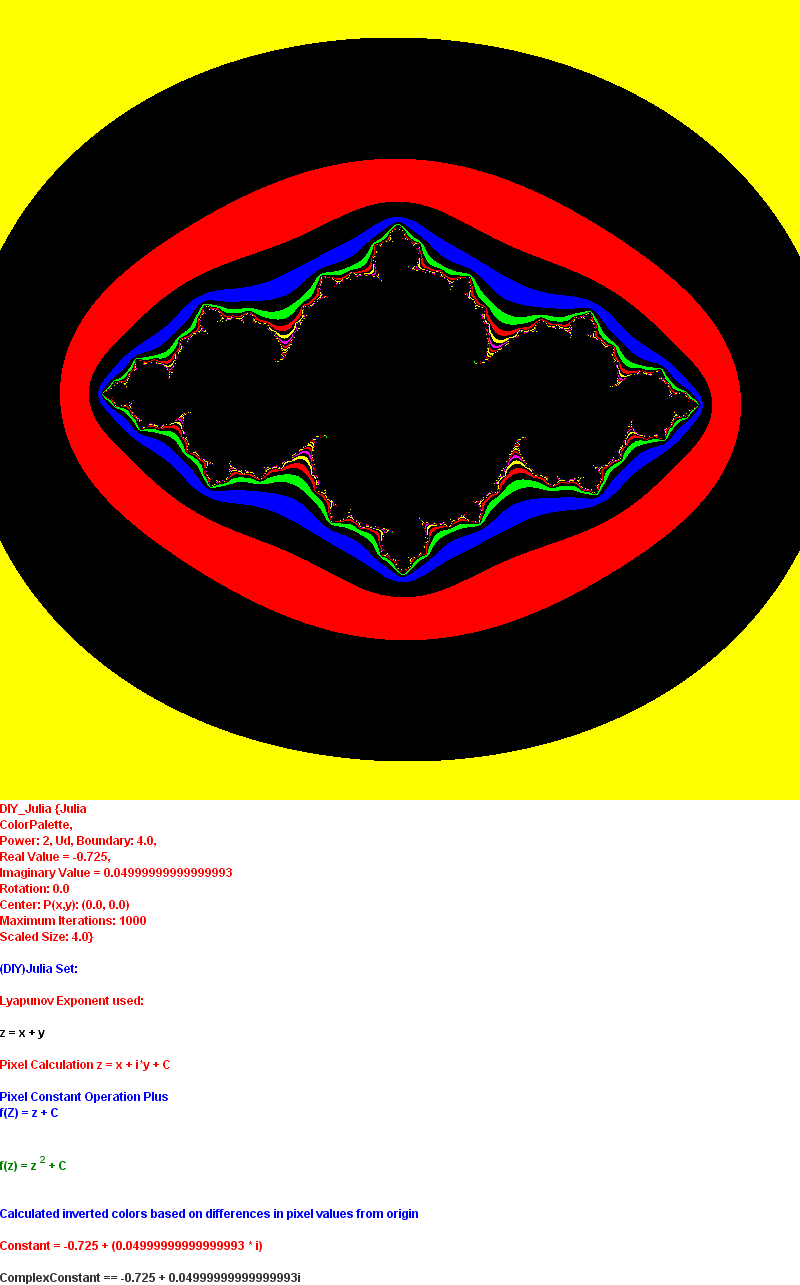 DIY_Julia {Julia
ColorPalette,
Power: 2, Ud, Boundary: 4.0,
Real Value = -0.725,
Imaginary Value = 0.04999999999999993
Rotation: 0.0
Center: P(x,y): (0.0, 0.0)
Maximum Iterations: 1000
Scaled Size: 4.0}
(DIY)Julia Set:
Lyapunov Exponent used:
z = x + y
Pixel Calculation z = x + i*y + C
Pixel Constant Operation Plus
f(Z) = z + C
f(z) = z 2 + C
Calculated inverted colors based on differences in pixel values from origin
Constant = -0.725 + (0.04999999999999993 * i)
ComplexConstant == -0.725 + 0.04999999999999993i